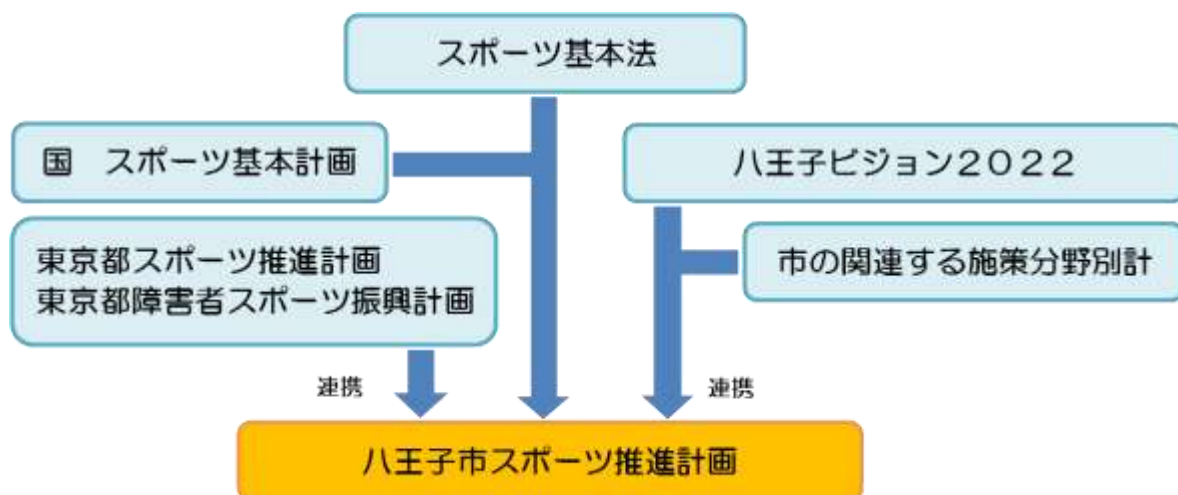 スポーツ基本法
国　スポーツ基本計画
八王子ビジョン２０２２
東京都スポーツ推進計画
東京都障害者スポーツ振興計画
市の関連する施策分野別計
連携
連携
八王子市スポーツ推進計画